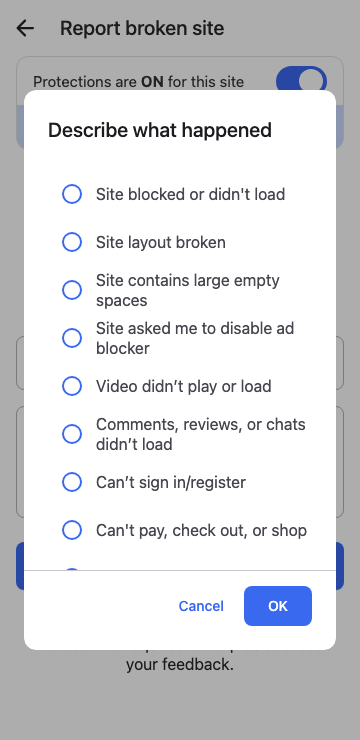 Report broken site
Protections are ON for this site
Describe what happened
Site blocked or didn't load
Site layout broken
Site contains large empty
spaces
Site asked me to disable ad
blocker
Video didn’t play or load
Comments, reviews, or chats
didn’t load
Can’t sign in/register
Can't pay, check out, or shop
Cancel
OK
your feedback.